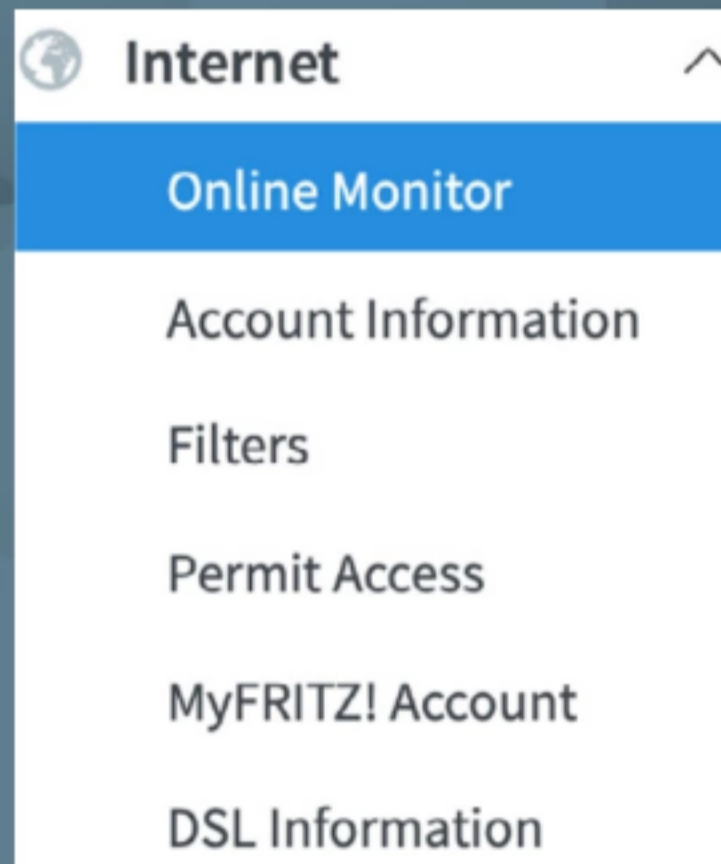 Internet
Online Monitor
Account Information
Filters
Permit Access
MyFRITZ! Account
DSL Information